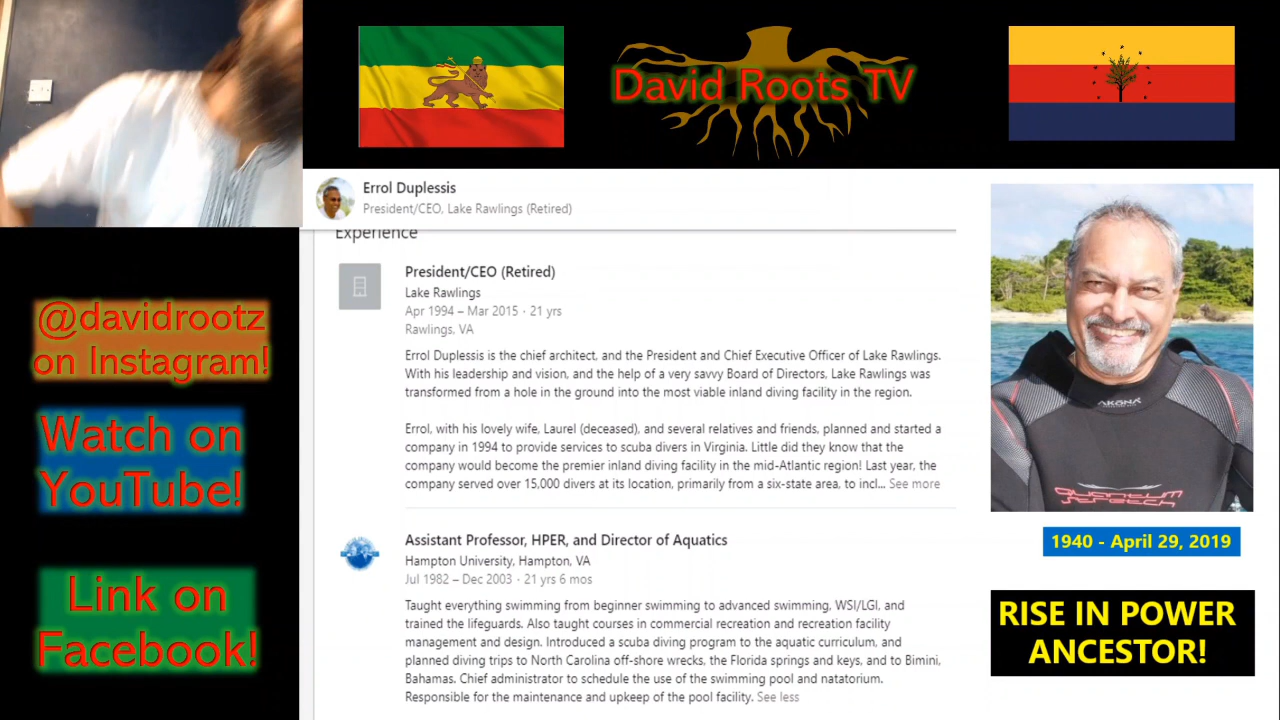 David Roots TV
Errol Duplessis
President/CEO, Lake Rawlings (Retired)
Experience
President/CEO (Retired)
Lake Rawlings
Apr 1994 – Mar 2015 · 21 yrs
Rawlings, VA
Errol Duplessis is the chief architect, and the President and Chief Executive Officer of Lake Rawlings.
With his leadership and vision, and the help of a very savvy Board of Directors, Lake Rawlings was
transformed from a hole in the ground into the most viable inland diving facility in the region.
Errol, with his lovely wife, Laurel (deceased), and several relatives and friends, planned and started a
company in 1994 to provide services to scuba divers in Virginia. Little did they know that the
company would become the premier inland diving facility in the mid-Atlantic region! Last year, the
company served over 15,000 divers at its location, primarily from a six-state area, to incl... See more
Assistant Professor, HPER, and Director of Aquatics
Hampton University, Hampton, VA
Jul 1982 – Dec 2003 · 21 yrs 6 mos
Taught everything swimming from beginner swimming to advanced swimming, WSI/LGI, and
trained the lifeguards. Also taught courses in commercial recreation and recreation facility
management and design. Introduced a scuba diving program to the aquatic curriculum, and
planned diving trips to North Carolina off-shore wrecks, the Florida springs and keys, and to Bimini,
Bahamas. Chief administrator to schedule the use of the swimming pool and natatorium.
Responsible for the maintenance and upkeep of the pool facility. See less
@davidrootz
on Instagram!
Watch on
YouTube!
Link on
Facebook!
AKONA
quantum
stretch
1940 - April 29, 2019
RISE IN POWER
ANCESTOR!